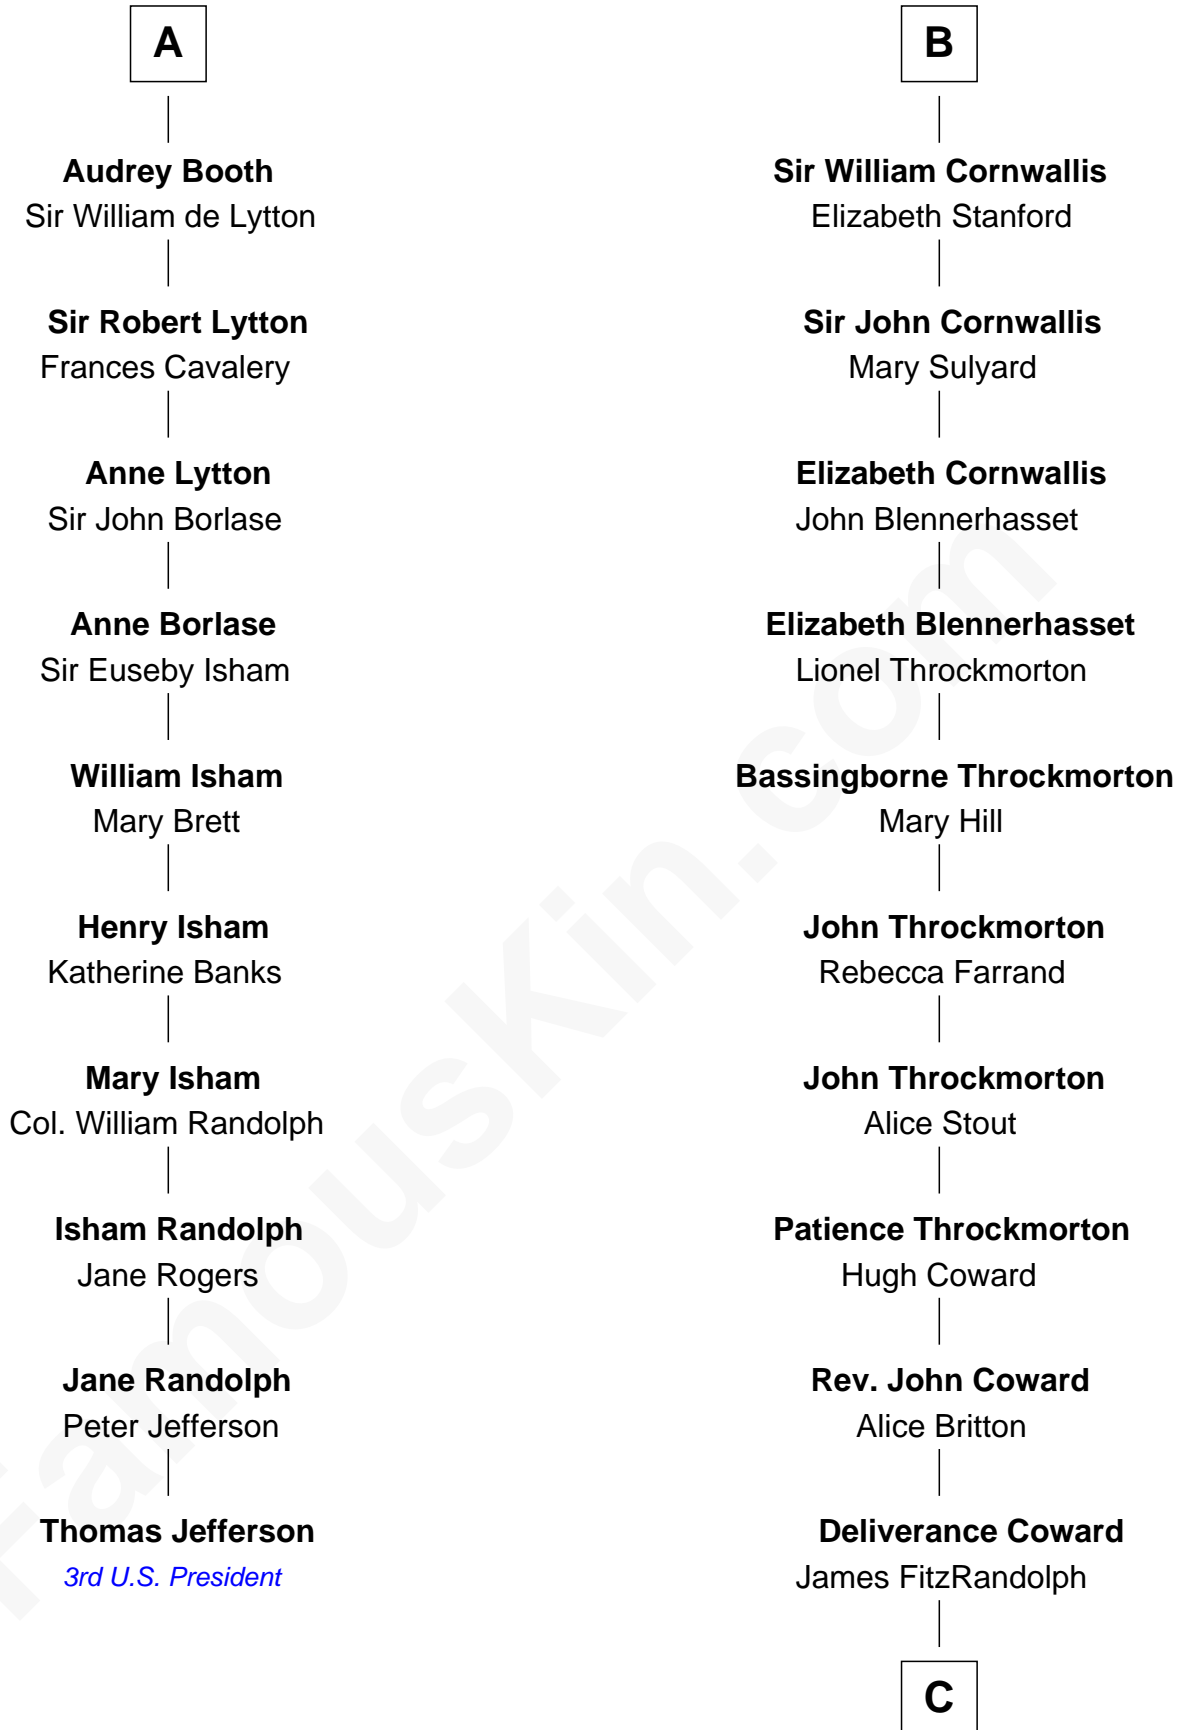 A
Audrey Booth
Sir William de Lytton
Sir Robert Lytton
Frances Cavalery
Anne Lytton
Sir John Borlase
Anne Borlase
Sir Euseby Isham
William Isham
Mary Brett
Henry Isham
Katherine Banks
Mary Isham
Col. William Randolph
Isham Randolph
Jane Rogers
Jane Randolph
Peter Jefferson
Thomas Jefferson
3rd U.S. President
B
Sir William Cornwallis
Elizabeth Stanford
Sir John Cornwallis
Mary Sulyard
Elizabeth Cornwallis
John Blennerhasset
Elizabeth Blennerhasset
Lionel Throckmorton
Bassingborne Throckmorton
Mary Hill
John Throckmorton
Rebecca Farrand
John Throckmorton
Alice Stout
Patience Throckmorton
Hugh Coward
Rev. John Coward
Alice Britton
Deliverance Coward
James FitzRandolph
C
FamousKin.com